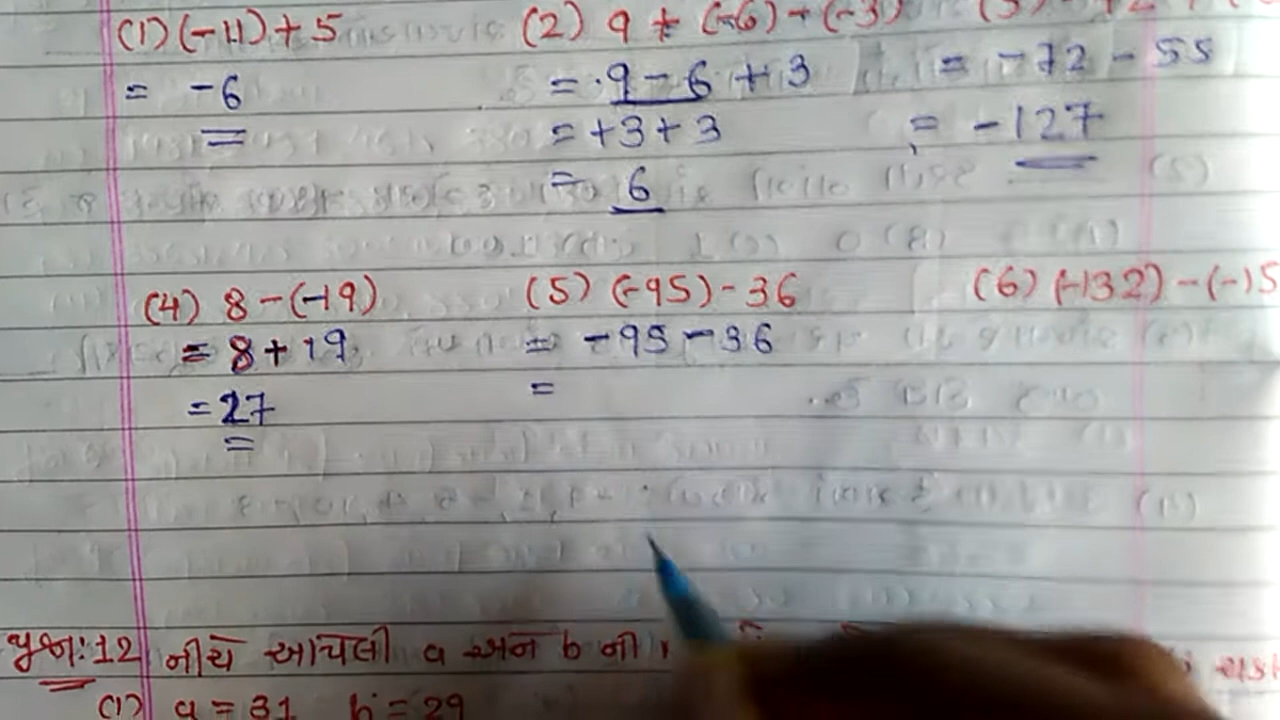 (1) (-11) + 5 (2) 9 + (-6) - (-3)
= -6 = 9 - 6 + 3 = -72 - 55
= +3 + 3 = -127
= 6
(4) 8 - (-19) (5) (-95) - 36 (6) (-132) - (-15
= 8 + 19 = -95 - 36
= 27 =
પ્રશ્ન:12 નીચે આપેલી a અને b ની
(1) a = 31 b = 29